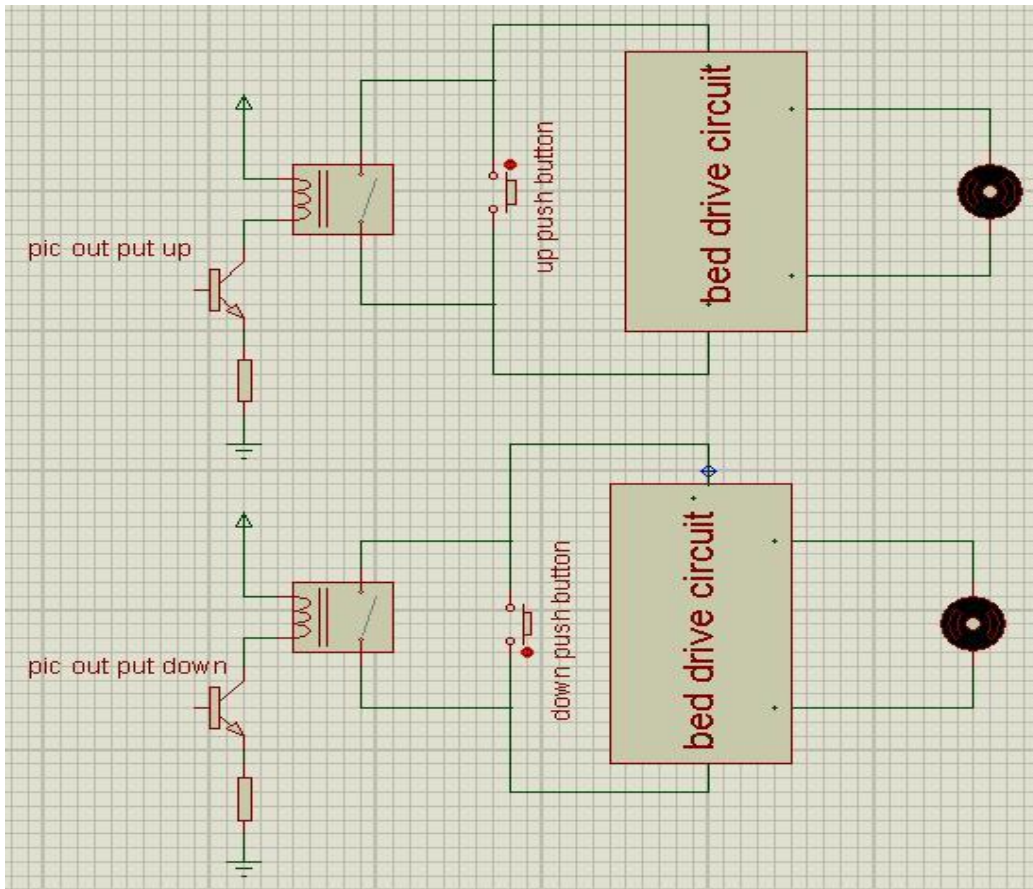 pic out put up
up push button
bed drive circuit
pic out put down
down push button
bed drive circuit